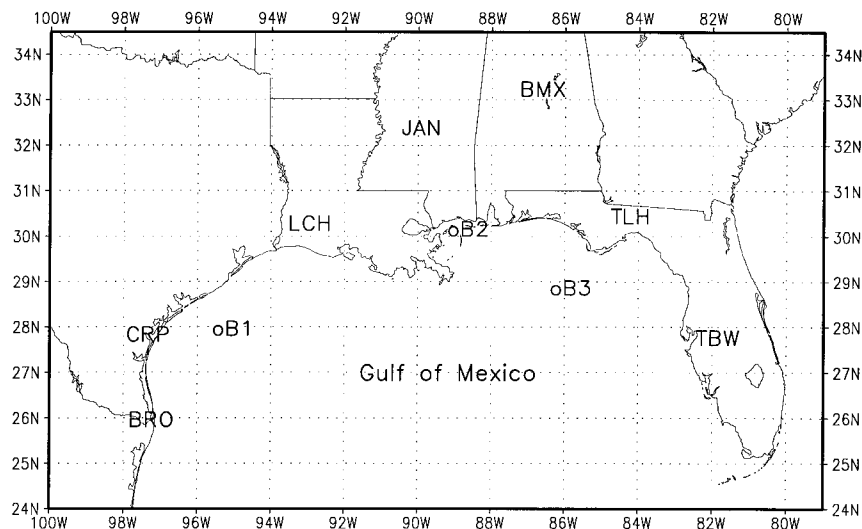 100W 98W 96W 94W 92W 90W 88W 86W 84W 82W 80W
34N 34N
33N 33N
BMX
32N JAN 32N
31N 31N
30N LCH oB2 TLH 30N
29N oB3 29N
28N CRP oB1 TBW 28N
27N Gulf of Mexico 27N
26N BRO 26N
25N 25N
24N 24N
100W 98W 96W 94W 92W 90W 88W 86W 84W 82W 80W